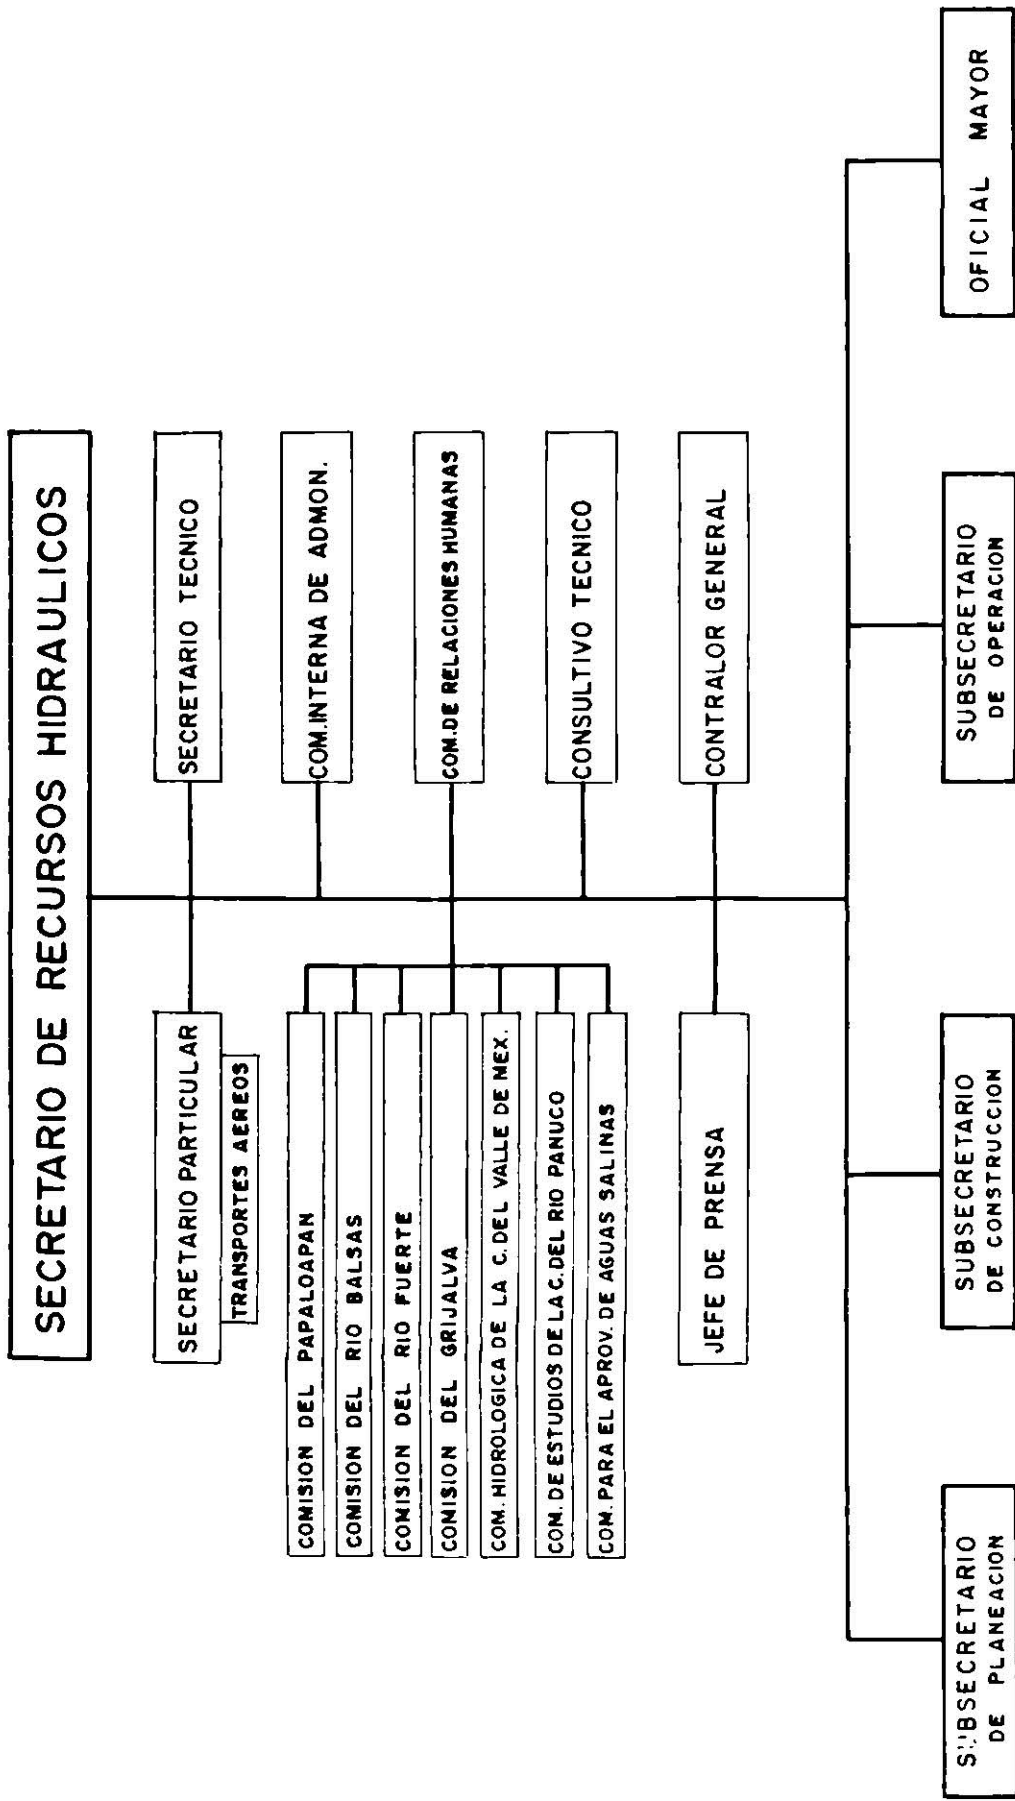 SECRETARIO DE RECURSOS HIDRAULICOS
SECRETARIO PARTICULAR
TRANSPORTES AEREOS
SECRETARIO TECNICO
COMISION DEL PAPALOAPAN
COMISION DEL RIO BALSAS
COMISION DEL RIO FUERTE
COMISION DEL GRIJALVA
COM. HIDROLOGICA DE LA C. DEL VALLE DE MEX.
COM. DE ESTUDIOS DE LA C. DEL RIO PANUCO
COM. PARA EL APROV. DE AGUAS SALINAS
COM. INTERNA DE ADMON.
COM. DE RELACIONES HUMANAS
CONSULTIVO TECNICO
JEFE DE PRENSA
CONTRALOR GENERAL
SUBSECRETARIO
DE PLANEACION
SUBSECRETARIO
DE CONSTRUCCION
SUBSECRETARIO
DE OPERACION
OFICIAL MAYOR